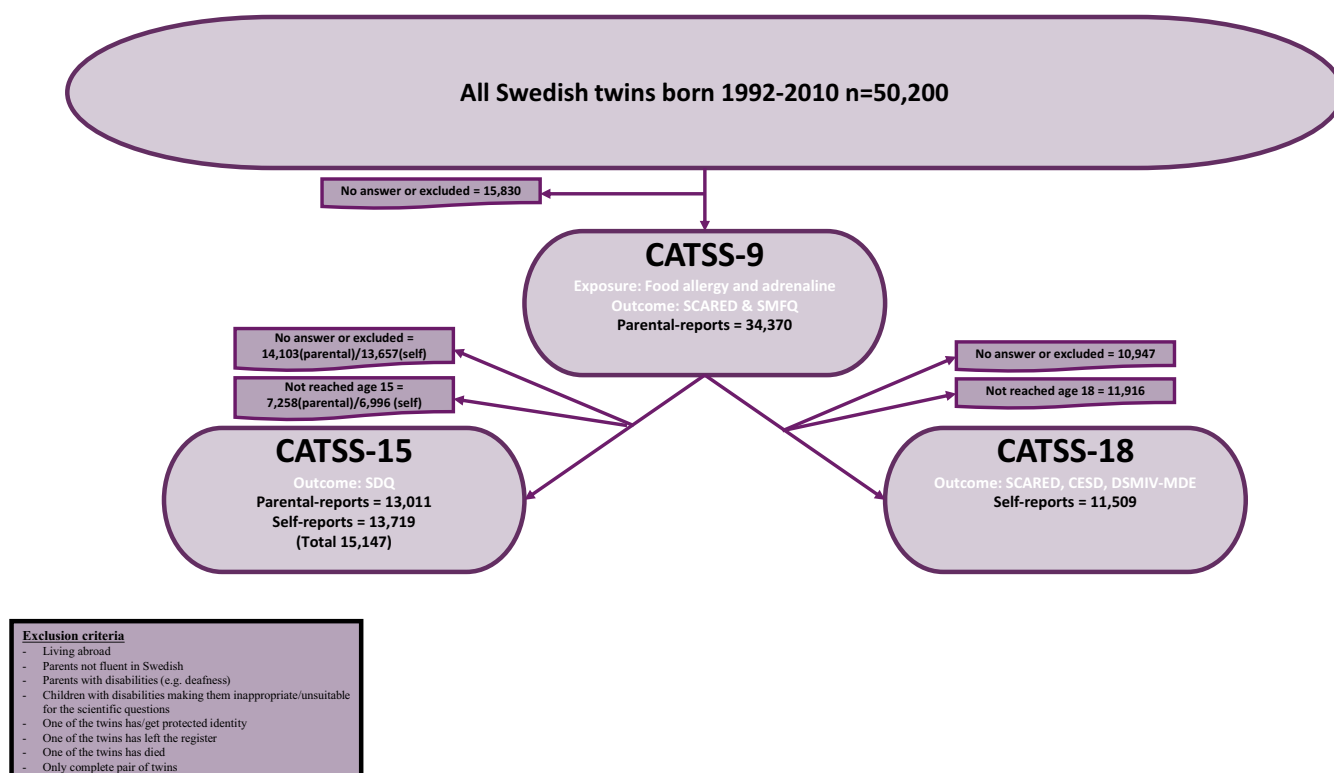 All Swedish twins born 1992-2010 n=50,200
No answer or excluded = 15,830
CATSS-9
Exposure: Food allergy and adrenaline
Outcome: SCARED & SMFQ
Parental-reports = 34,370
No answer or excluded =
14,103(parental)/13,657(self)
Not reached age 15 =
7,258(parental)/6,996 (self)
No answer or excluded = 10,947
Not reached age 18 = 11,916
CATSS-15
Outcome: SDQ
Parental-reports = 13,011
Self-reports = 13,719
(Total 15,147)
CATSS-18
Outcome: SCARED, CESD, DSMIV-MDE
Self-reports = 11,509
Exclusion criteria
- Living abroad
- Parents not fluent in Swedish
- Parents with disabilities (e.g. deafness)
- Children with disabilities making them inappropriate/unsuitable
for the scientific questions
- One of the twins has/get protected identity
- One of the twins has left the register
- One of the twins has died
- Only complete pair of twins